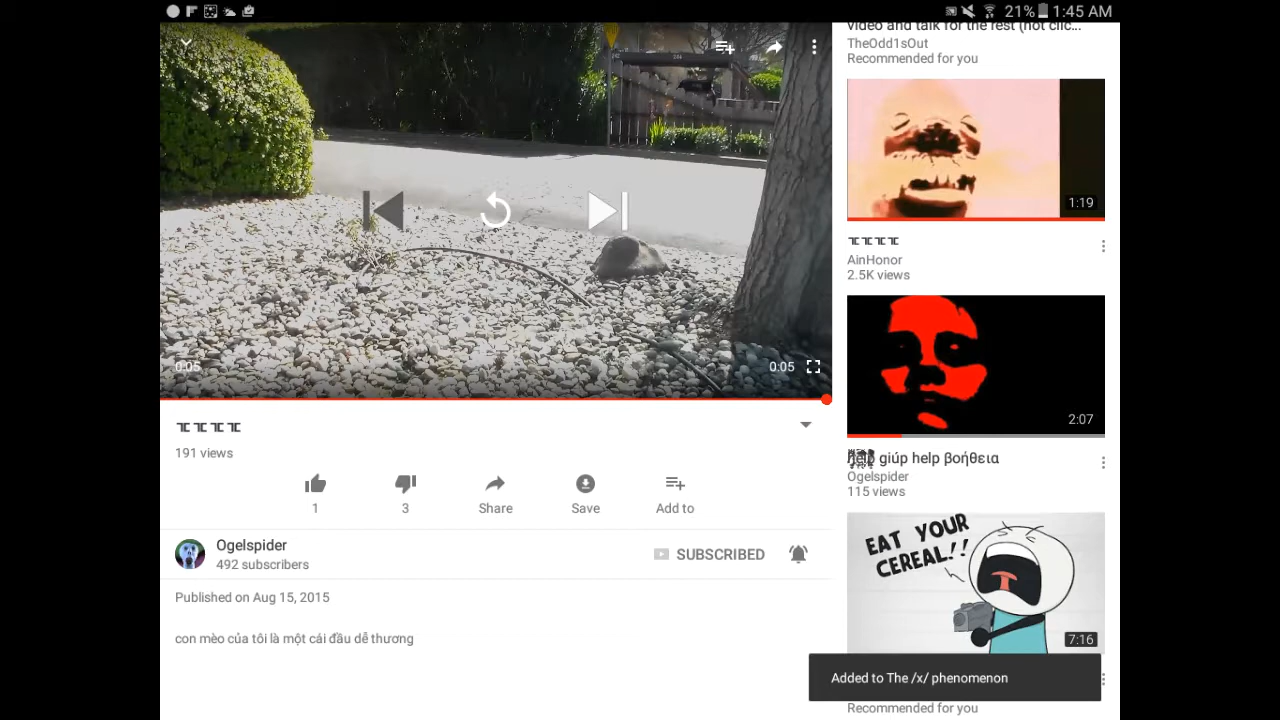 21% 1:45 AM
0:05
0:05
ㅠㅠㅠㅠ
191 views
1
3
Share
Save
Add to
Ogelspider
492 subscribers
SUBSCRIBED
Published on Aug 15, 2015
con mèo của tôi là một cái đầu dễ thương
video and talk for the rest (not clic...
TheOdd1sOut
Recommended for you
1:19
ㅠㅠㅠㅠ
AinHonor
2.5K views
2:07
help giúp help βοήθεια
Ogelspider
115 views
EAT YOUR
CEREAL!!
7:16
Added to The /x/ phenomenon
Recommended for you